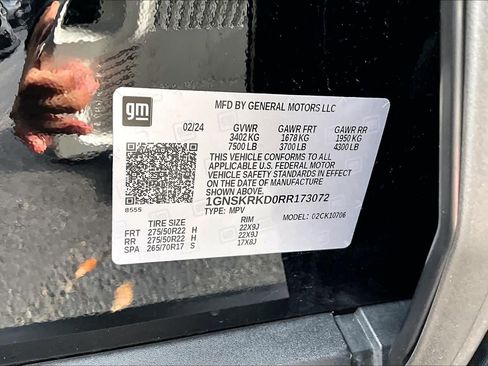 gm
MFD BY GENERAL MOTORS LLC
02/24 GVWR GAWR FRT GAWR RR
3402 KG 1678 KG 1950 KG
7500 LB 3700 LB 4300 LB
THIS VEHICLE CONFORMS TO ALL
APPLICABLE U.S. FEDERAL MOTOR
VEHICLE SAFETY STANDARDS IN EFFECT
ON THE DATE OF MANUFACTURE
SHOWN ABOVE.
1GNSKRKD0RR173072
8555 TYPE: MPV MODEL: 02CK10706
TIRE SIZE RIM
FRT 275/50R22 H 22X9J
RR 275/50R22 H 22X9J
SPA 265/70R17 S 17X8J